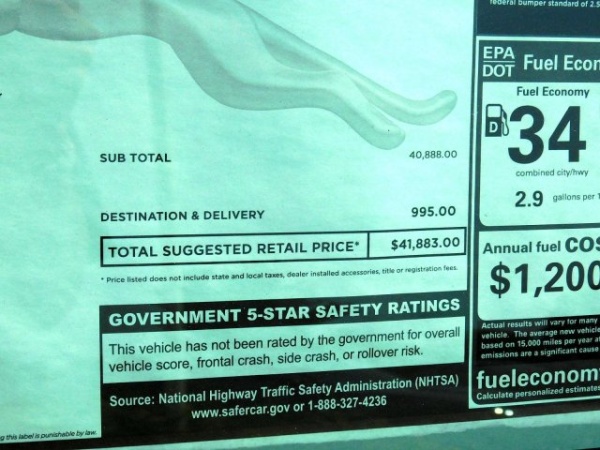 SUB TOTAL 40,888.00
DESTINATION & DELIVERY 995.00
TOTAL SUGGESTED RETAIL PRICE* $41,883.00
* Price listed does not include state and local taxes, dealer installed accessories, title or registration fees.
GOVERNMENT 5-STAR SAFETY RATINGS
This vehicle has not been rated by the government for overall
vehicle score, frontal crash, side crash, or rollover risk.
Source: National Highway Traffic Safety Administration (NHTSA)
www.safercar.gov or 1-888-327-4236
this label is punishable by law.
federal bumper standard of 2.5
EPA
DOT
Fuel Econ
Fuel Economy
D
34
combined city/hwy
2.9 gallons per 1
Annual fuel COS
$1,200
Actual results will vary for many
vehicle. The average new vehicle
based on 15,000 miles per year at
emissions are a significant cause
fueleconom
Calculate personalized estimates